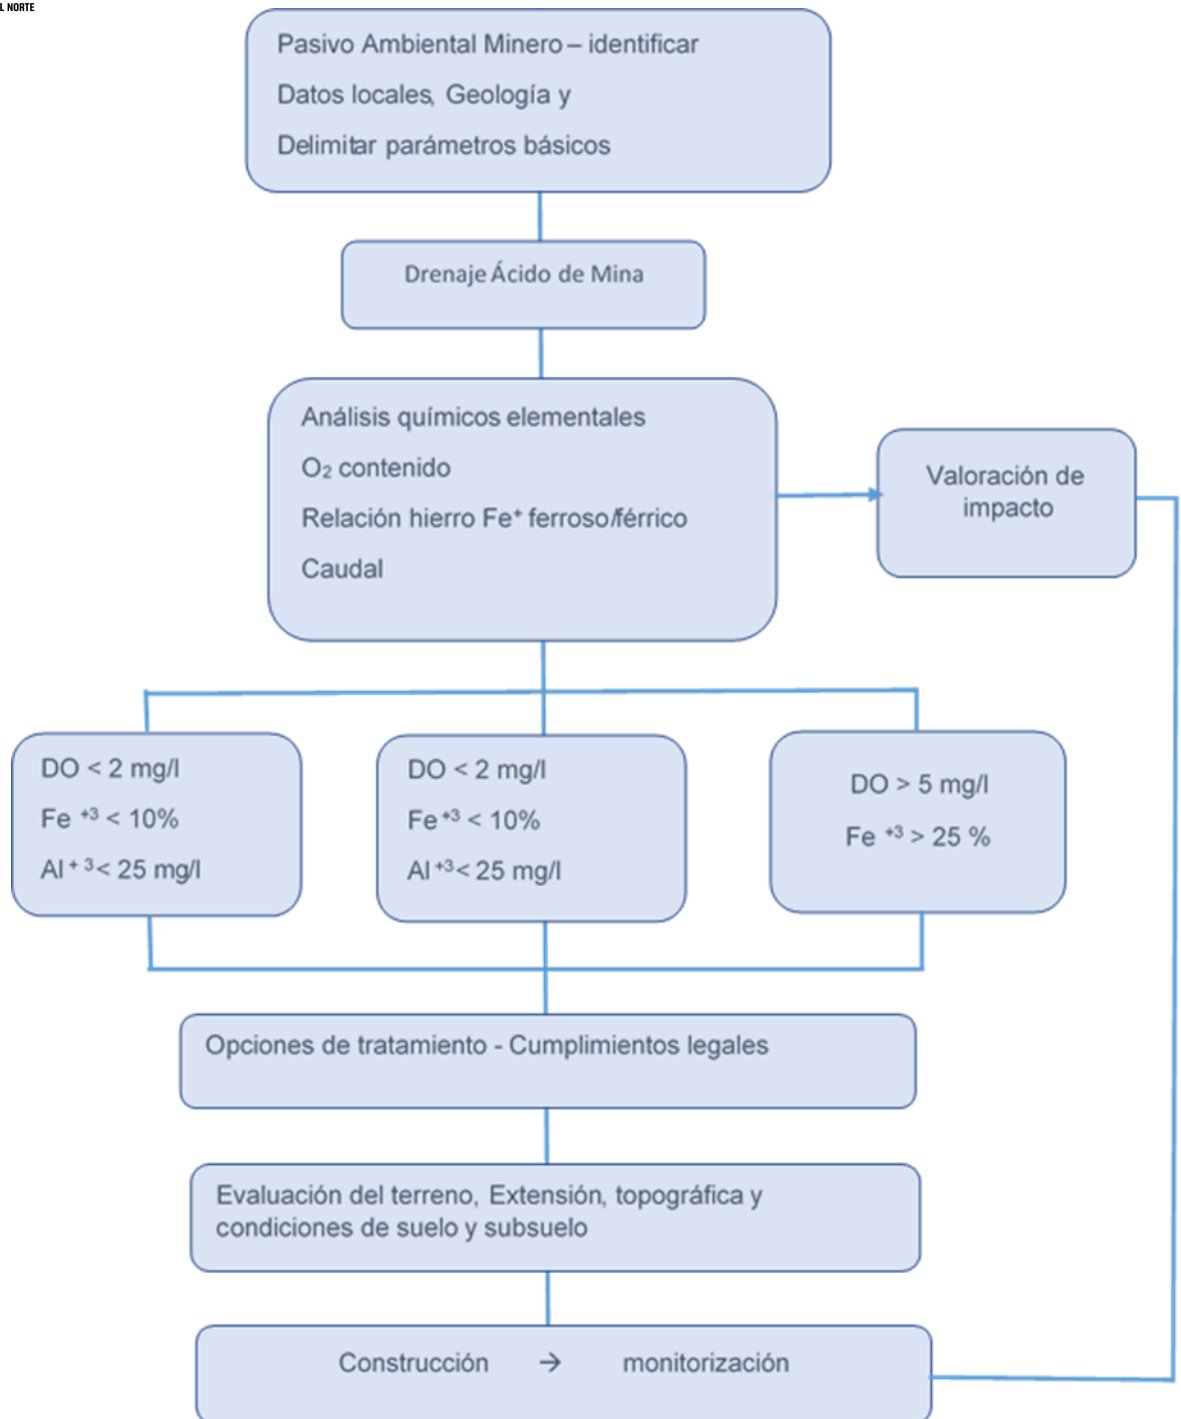 L NORTE
Pasivo Ambiental Minero – identificar
Datos locales, Geología y
Delimitar parámetros básicos
Drenaje Ácido de Mina
Análisis químicos elementales
O₂ contenido
Relación hierro Fe⁺ ferroso/férrico
Caudal
Valoración de
impacto
DO < 2 mg/l
Fe ⁺³ < 10%
Al ⁺ ³ < 25 mg/l
DO < 2 mg/l
Fe ⁺³ < 10%
Al ⁺³ < 25 mg/l
DO > 5 mg/l
Fe ⁺³ > 25 %
Opciones de tratamiento - Cumplimientos legales
Evaluación del terreno, Extensión, topográfica y
condiciones de suelo y subsuelo
Construcción → monitorización